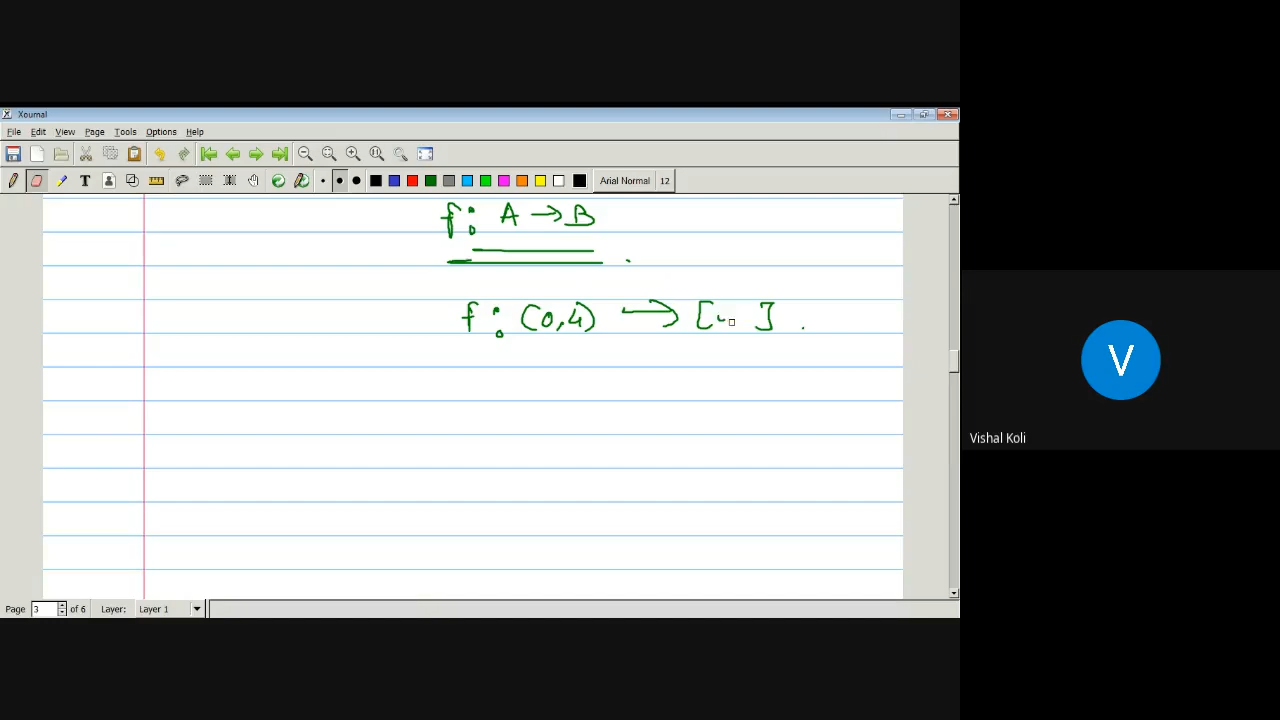 Xournal
File Edit View Page Tools Options Help
T Arial Normal 12
f: A → B
f: (0,4) → [ ] .
V
Vishal Koli
Page 3 of 6 Layer: Layer 1